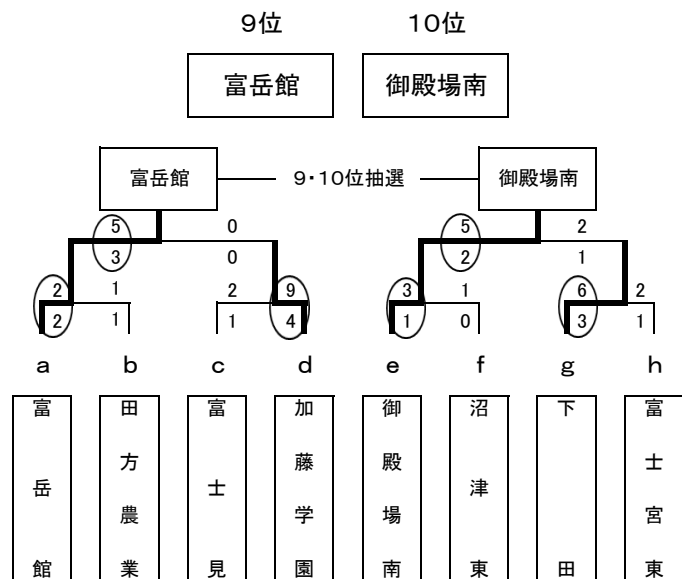 9位 10位
富岳館 御殿場南
富岳館 9・10位抽選 御殿場南
5 0 5 2
3 0 2 1
2 1 2 9 3 1 6 2
2 1 1 4 1 0 3 1
a b c d e f g h
富岳館
田方農業
富士見
加藤学園
御殿場南
沼津東
下田
富士宮東